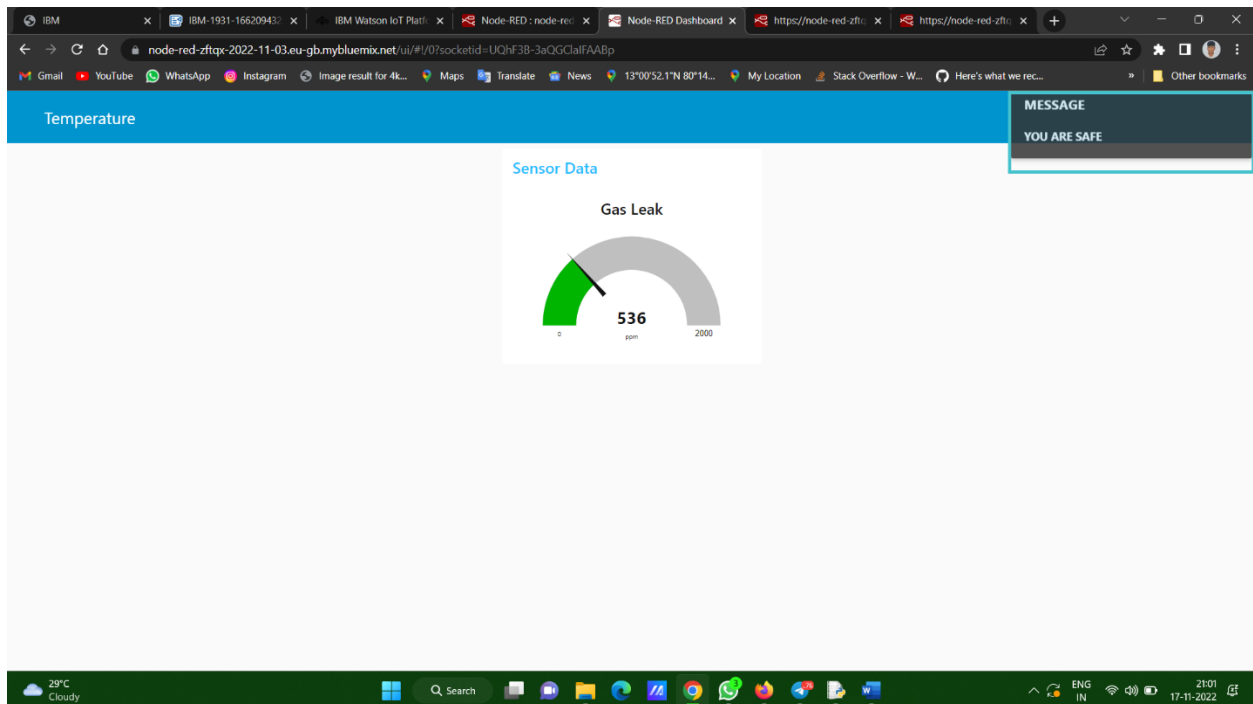 IBM
IBM-1931-166209432
IBM Watson IoT Platfo
Node-RED : node-red
Node-RED Dashboard
https://node-red-zftq
https://node-red-zftq
node-red-zftqx-2022-11-03.eu-gb.mybluemix.net/ui/#!/0?socketid=UQhF3B-3aQGClaIFAABp
Gmail
YouTube
WhatsApp
Instagram
Image result for 4k...
Maps
Translate
News
13°00'52.1"N 80°14...
My Location
Stack Overflow - W...
Here's what we rec...
»
Other bookmarks
Temperature
MESSAGE
YOU ARE SAFE
Sensor Data
Gas Leak
536
ppm
0
2000
29°C
Cloudy
Search
ENG
IN
21:01
17-11-2022